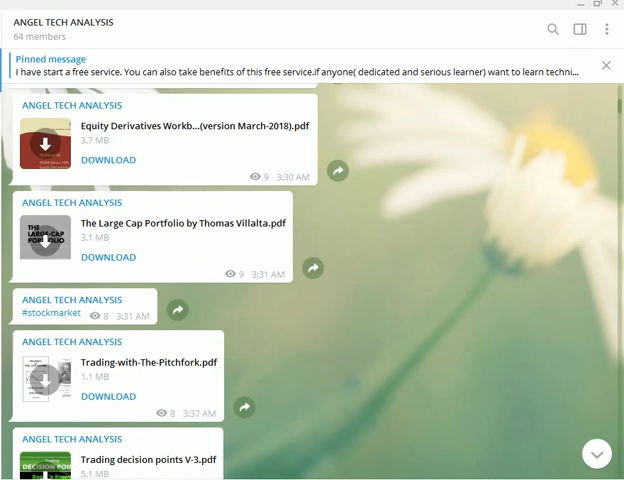 ANGEL TECH ANALYSIS
64 members
Pinned message
I have start a free service. You can also take benefits of this free service.if anyone( dedicated and serious learner) want to learn techni...
ANGEL TECH ANALYSIS
Equity Derivatives Workb...(version March-2018).pdf
3.7 MB
DOWNLOAD
9 3:30 AM
ANGEL TECH ANALYSIS
THE LARGE-CAP PORTFOLIO
The Large Cap Portfolio by Thomas Villalta.pdf
3.1 MB
DOWNLOAD
9 3:31 AM
ANGEL TECH ANALYSIS
#stockmarket 8 3:31 AM
ANGEL TECH ANALYSIS
Trading-with-The-Pitchfork.pdf
1.1 MB
DOWNLOAD
8 3:37 AM
ANGEL TECH ANALYSIS
Trading decision points V-3.pdf
5.1 MB